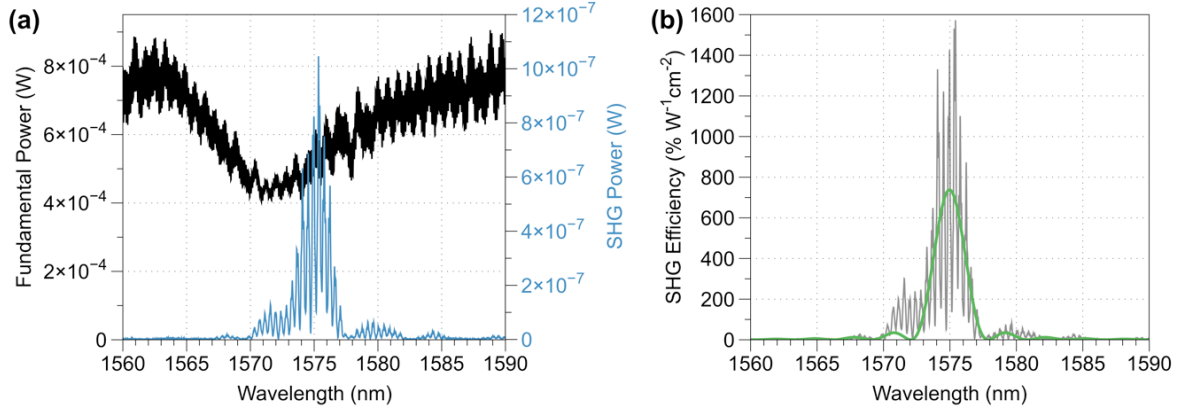 (a)
Fundamental Power (W)
8×10⁻⁴
6×10⁻⁴
4×10⁻⁴
2×10⁻⁴
0
12×10⁻⁷
10×10⁻⁷
8×10⁻⁷
6×10⁻⁷
4×10⁻⁷
2×10⁻⁷
0
SHG Power (W)
1560 1565 1570 1575 1580 1585 1590
Wavelength (nm)
(b)
SHG Efficiency (% W⁻¹cm⁻²)
1600
1400
1200
1000
800
600
400
200
0
1560 1565 1570 1575 1580 1585 1590
Wavelength (nm)